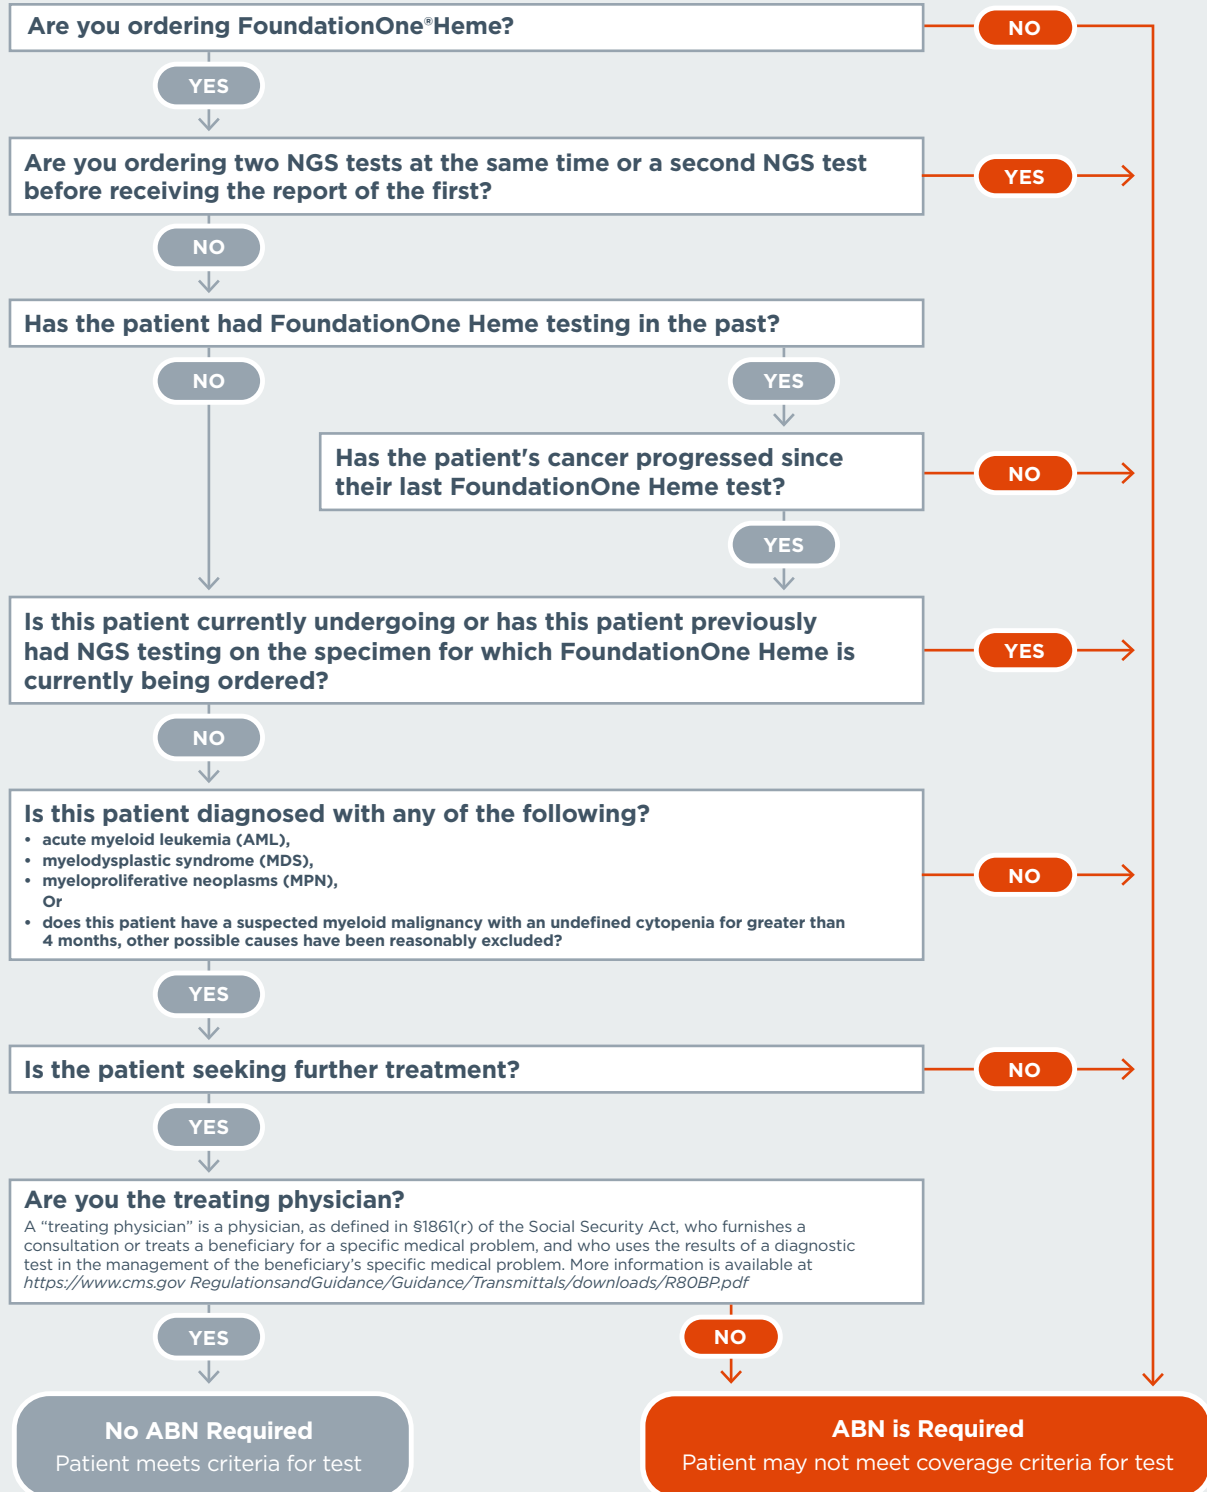 Are you ordering FoundationOne®Heme?
NO
YES
Are you ordering two NGS tests at the same time or a second NGS test
before receiving the report of the first?
YES
NO
Has the patient had FoundationOne Heme testing in the past?
NO
YES
Has the patient's cancer progressed since
their last FoundationOne Heme test?
NO
YES
Is this patient currently undergoing or has this patient previously
had NGS testing on the specimen for which FoundationOne Heme is
currently being ordered?
YES
NO
Is this patient diagnosed with any of the following?
• acute myeloid leukemia (AML),
• myelodysplastic syndrome (MDS),
• myeloproliferative neoplasms (MPN),
Or
• does this patient have a suspected myeloid malignancy with an undefined cytopenia for greater than
4 months, other possible causes have been reasonably excluded?
NO
YES
Is the patient seeking further treatment?
NO
YES
Are you the treating physician?
A “treating physician” is a physician, as defined in §1861(r) of the Social Security Act, who furnishes a
consultation or treats a beneficiary for a specific medical problem, and who uses the results of a diagnostic
test in the management of the beneficiary’s specific medical problem. More information is available at
https://www.cms.gov RegulationsandGuidance/Guidance/Transmittals/downloads/R80BP.pdf
YES
NO
No ABN Required
Patient meets criteria for test
ABN is Required
Patient may not meet coverage criteria for test